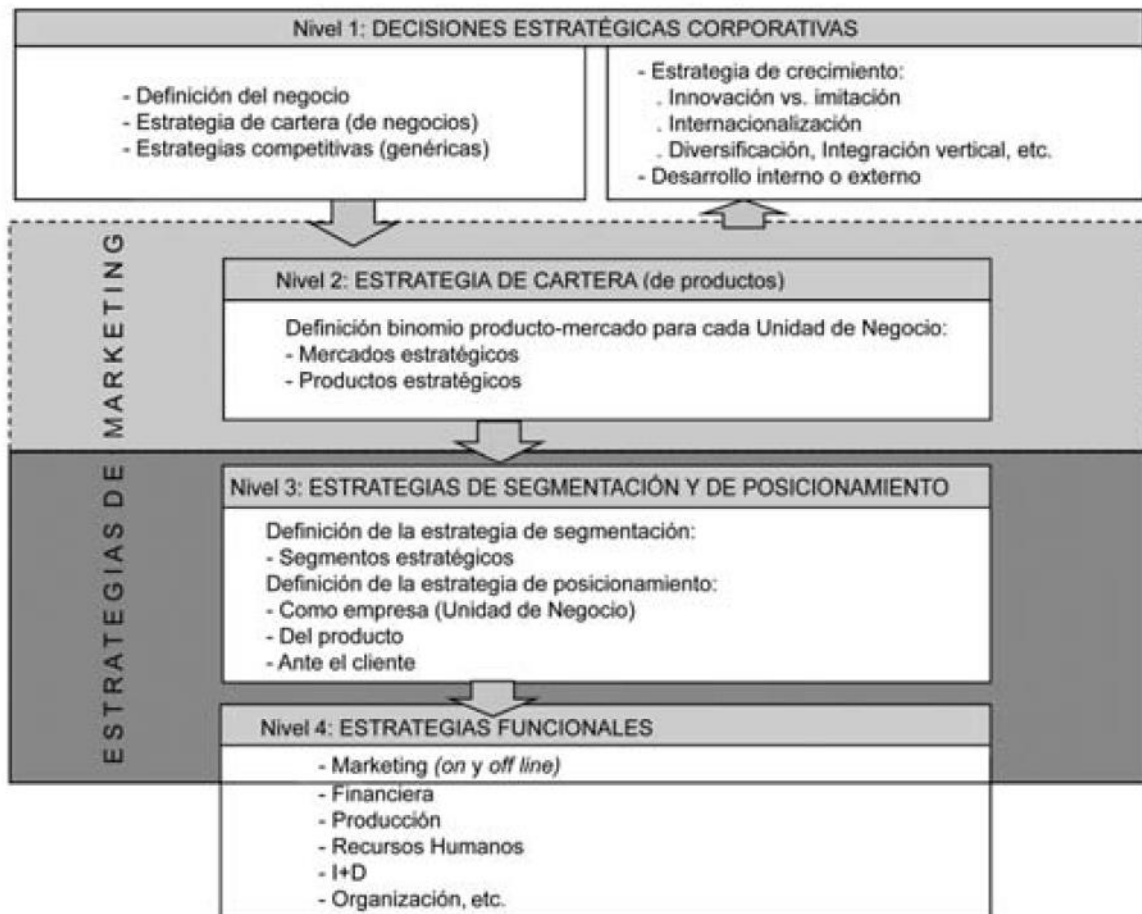 Nivel 1: DECISIONES ESTRATÉGICAS CORPORATIVAS
- Definición del negocio
- Estrategia de cartera (de negocios)
- Estrategias competitivas (genéricas)
- Estrategia de crecimiento:
. Innovación vs. imitación
. Internacionalización
. Diversificación, Integración vertical, etc.
- Desarrollo interno o externo
ESTRATEGIAS DE MARKETING
Nivel 2: ESTRATEGIA DE CARTERA (de productos)
Definición binomio producto-mercado para cada Unidad de Negocio:
- Mercados estratégicos
- Productos estratégicos
Nivel 3: ESTRATEGIAS DE SEGMENTACIÓN Y DE POSICIONAMIENTO
Definición de la estrategia de segmentación:
- Segmentos estratégicos
Definición de la estrategia de posicionamiento:
- Como empresa (Unidad de Negocio)
- Del producto
- Ante el cliente
Nivel 4: ESTRATEGIAS FUNCIONALES
- Marketing (on y off line)
- Financiera
- Producción
- Recursos Humanos
- I+D
- Organización, etc.